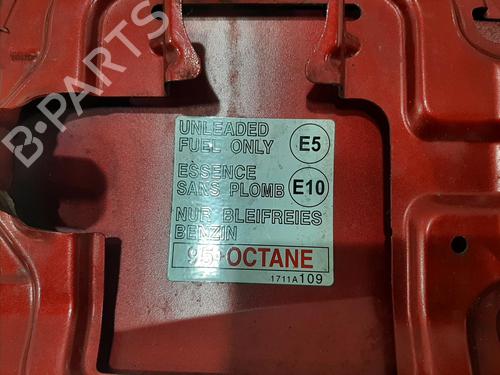 B-PARTS
UNLEADED
FUEL ONLY
E5
ESSENCE
SANS PLOMB
E10
NUR BLEIFREIES
BENZIN
95+OCTANE
1711A109